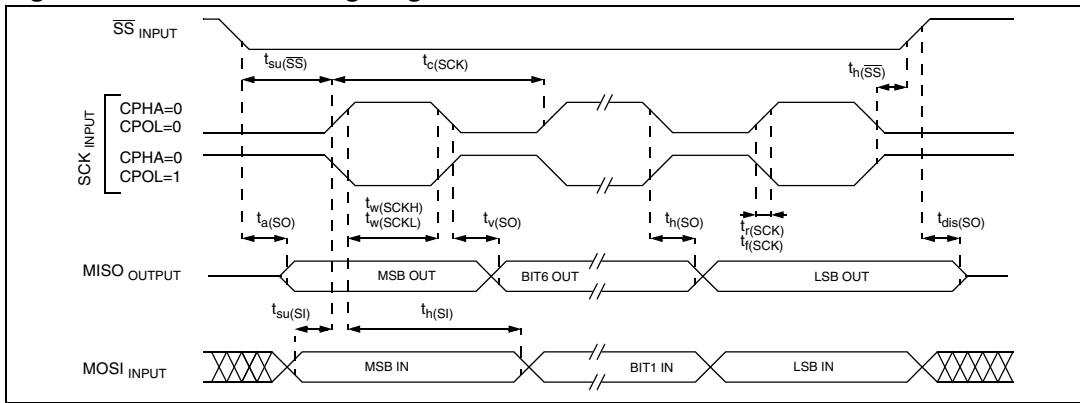 SS INPUT
tsu(SS)
tc(SCK)
th(SS)
SCK INPUT
CPHA=0
CPOL=0
CPHA=0
CPOL=1
ta(SO)
tw(SCKH)
tw(SCKL)
tv(SO)
th(SO)
tr(SCK)
tf(SCK)
tdis(SO)
MISO OUTPUT
MSB OUT
BIT6 OUT
LSB OUT
tsu(SI)
th(SI)
MOSI INPUT
MSB IN
BIT1 IN
LSB IN